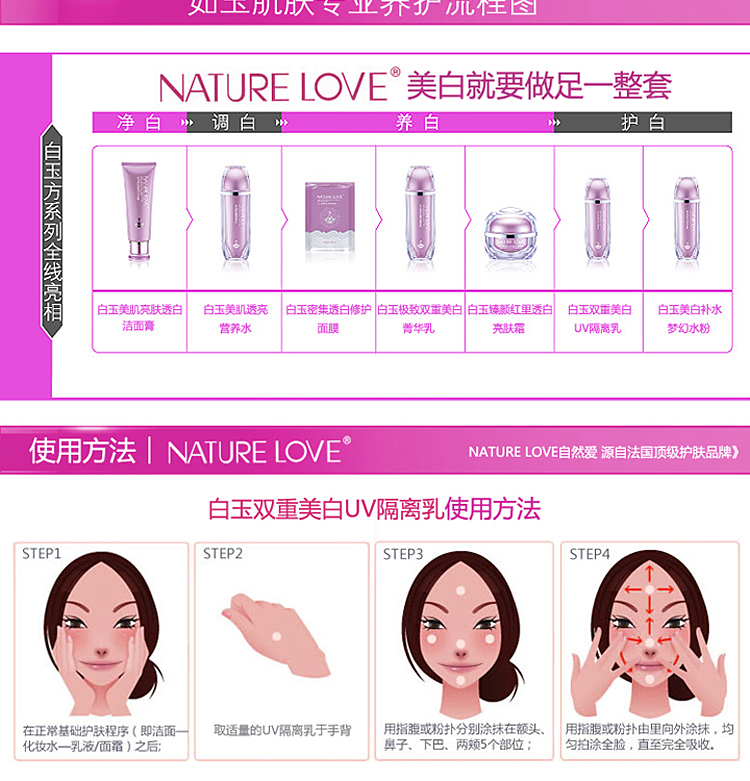 如玉肌肤专业养护流程图
NATURE LOVE® 美白就要做足一整套
净白 调白 养白 护白
白玉方系列全线亮相
NATURE LOVE
白玉美肌亮肤透白
洁面膏
白玉美肌透亮
营养水
白玉密集透白修护
面膜
白玉极致双重美白
菁华乳
白玉臻颜红里透白
亮肤霜
白玉双重美白
UV隔离乳
白玉美白补水
梦幻水粉
使用方法 | NATURE LOVE®
NATURE LOVE自然爱 源自法国顶级护肤品牌》
白玉双重美白UV隔离乳使用方法
STEP1
在正常基础护肤程序（即洁面—
化妆水—乳液/面霜）之后;
STEP2
取适量的UV隔离乳于手背
STEP3
用指腹或粉扑分别涂抹在额头、
鼻子、下巴、两颊5个部位；
STEP4
用指腹或粉扑由里向外涂抹，均
匀拍涂全脸，直至完全吸收。